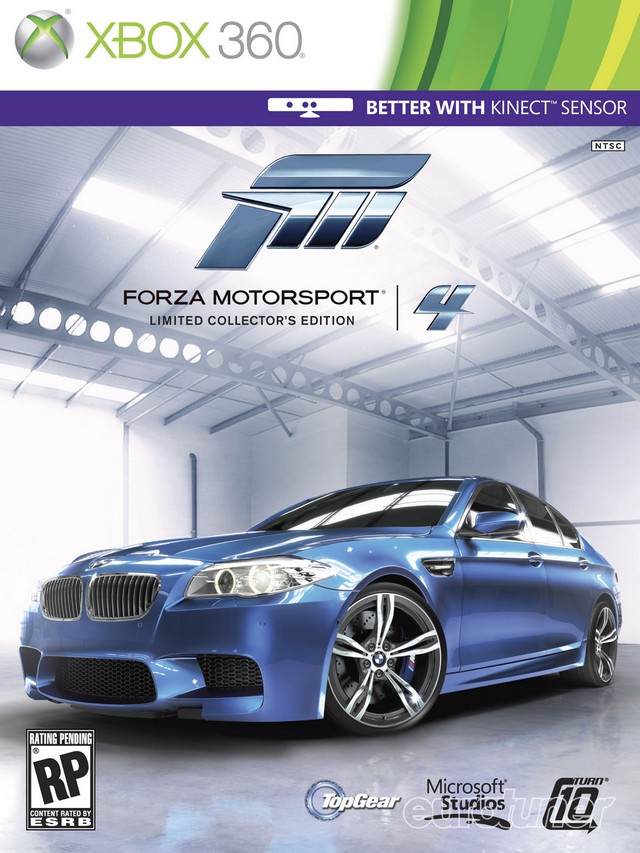 XBOX 360®
BETTER WITH KINECT™ SENSOR
NTSC
FORZA MOTORSPORT® 4
LIMITED COLLECTOR'S EDITION
RATING PENDING
RP®
CONTENT RATED BY
ESRB
TopGear
Microsoft®
Studios
TURN®
10
eurotuner